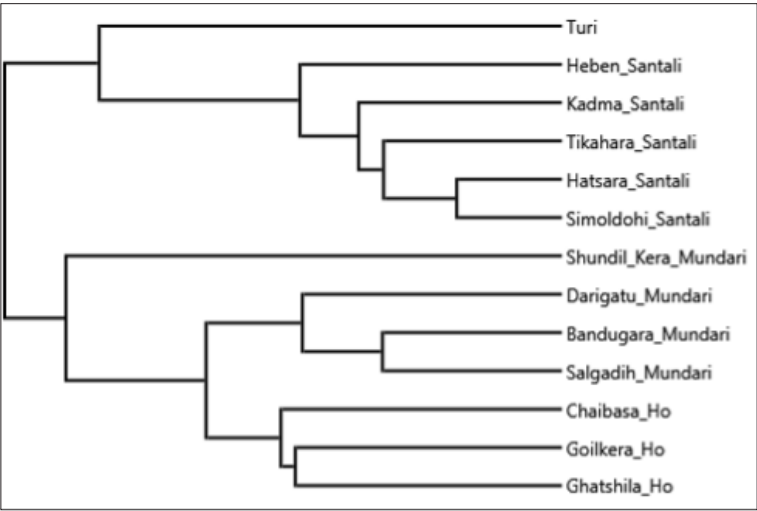 Turi
Heben_Santali
Kadma_Santali
Tikahara_Santali
Hatsara_Santali
Simoldohi_Santali
Shundil_Kera_Mundari
Darigatu_Mundari
Bandugara_Mundari
Salgadih_Mundari
Chaibasa_Ho
Goilkera_Ho
Ghatshila_Ho